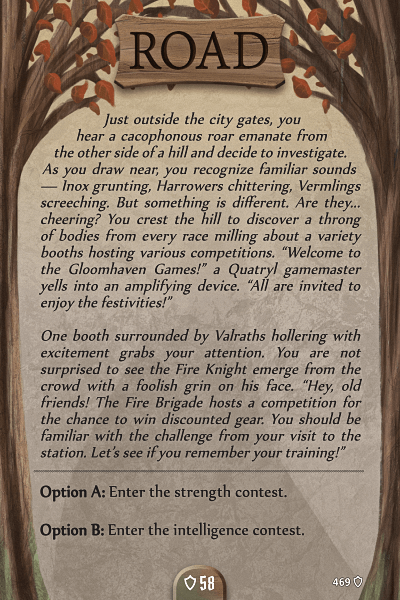 ROAD
Just outside the city gates, you
hear a cacophonous roar emanate from
the other side of a hill and decide to investigate.
As you draw near, you recognize familiar sounds
— Inox grunting, Harrowers chittering, Vermlings
screeching. But something is different. Are they...
cheering? You crest the hill to discover a throng
of bodies from every race milling about a variety
booths hosting various competitions. “Welcome to
the Gloomhaven Games!” a Quatryl gamemaster
yells into an amplifying device. “All are invited to
enjoy the festivities!”
One booth surrounded by Valraths hollering with
excitement grabs your attention. You are not
surprised to see the Fire Knight emerge from the
crowd with a foolish grin on his face. “Hey, old
friends! The Fire Brigade hosts a competition for
the chance to win discounted gear. You should be
familiar with the challenge from your visit to the
station. Let’s see if you remember your training!”
Option A: Enter the strength contest.
Option B: Enter the intelligence contest.
58
469